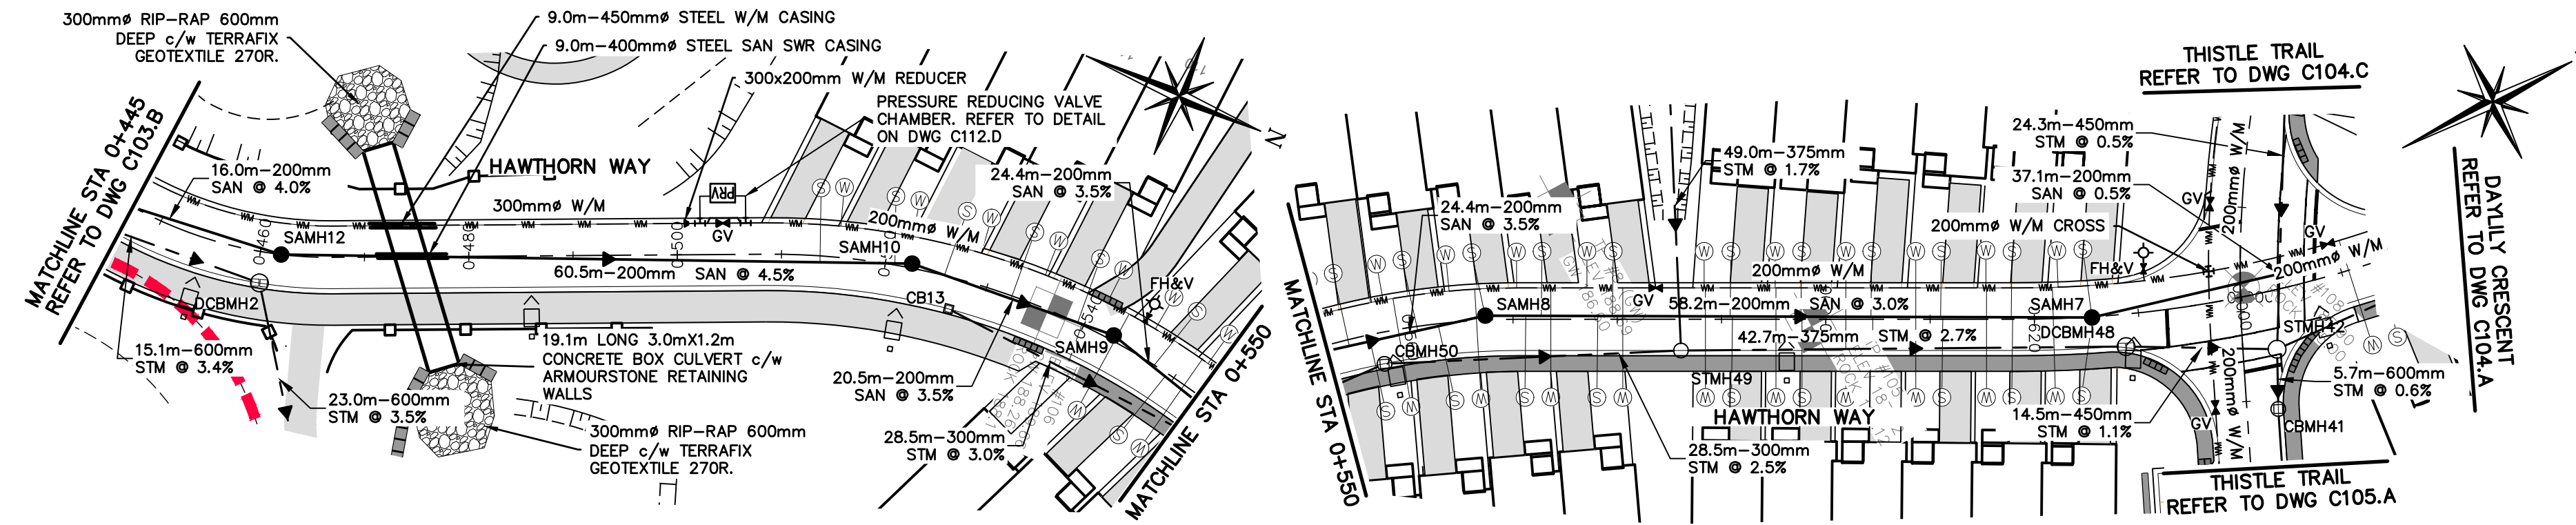 300mmø RIP-RAP 600mm
DEEP c/w TERRAFIX
GEOTEXTILE 270R.
9.0m-450mmø STEEL W/M CASING
9.0m-400mmø STEEL SAN SWR CASING
300x200mm W/M REDUCER
PRESSURE REDUCING VALVE
CHAMBER. REFER TO DETAIL
ON DWG C112.D
MATCHLINE STA 0+445
REFER TO DWG C103.B
16.0m-200mm
SAN @ 4.0%
HAWTHORN WAY
300mmø W/M
PRV
GV
24.4m-200mm
SAN @ 3.5%
200mmø W/M
N
0+460
0+480
0+500
SAMH12
SAMH10
60.5m-200mm SAN @ 4.5%
FH&V
DCBMH2
CB13
SAMH9
15.1m-600mm
STM @ 3.4%
23.0m-600mm
STM @ 3.5%
19.1m LONG 3.0mX1.2m
CONCRETE BOX CULVERT c/w
ARMOURSTONE RETAINING
WALLS
300mmø RIP-RAP 600mm
DEEP c/w TERRAFIX
GEOTEXTILE 270R.
20.5m-200mm
SAN @ 3.5%
28.5m-300mm
STM @ 3.0%
MATCHLINE STA 0+550
THISTLE TRAIL
REFER TO DWG C104.C
MATCHLINE STA 0+550
24.4m-200mm
SAN @ 3.5%
49.0m-375mm
STM @ 1.7%
24.3m-450mm
STM @ 0.5%
37.1m-200mm
SAN @ 0.5%
200mmø W/M CROSS
GV
200mmø W/M
GV
200mmø W/M
FH&V
DAYLILY CRESCENT
REFER TO DWG C104.A
200mmø W/M
GV
SAMH8
58.2m-200mm SAN @ 3.0%
SAMH7
0+620
42.7m-375mm STM @ 2.7%
DCBMH48
STMH42
CBMH50
STMH49
HAWTHORN WAY
28.5m-300mm
STM @ 2.5%
14.5m-450mm
STM @ 1.1%
GV
200mmø W/M
5.7m-600mm
STM @ 0.6%
CBMH41
THISTLE TRAIL
REFER TO DWG C105.A